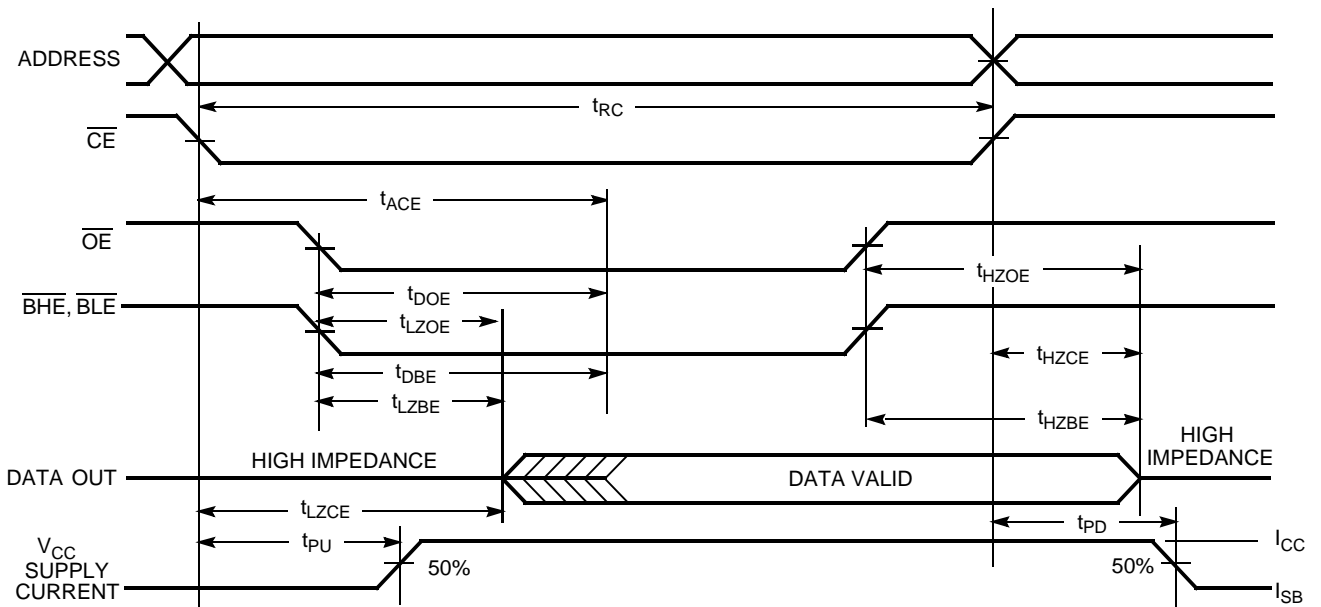 ADDRESS
tRC
CE
tACE
OE
tHZOE
tDOE
BHE, BLE
tLZOE
tHZCE
tDBE
tLZBE
tHZBE
HIGH
IMPEDANCE
HIGH IMPEDANCE
DATA OUT
DATA VALID
tLZCE
tPD
tPU
VCC
SUPPLY
CURRENT
50%
50%
ICC
ISB